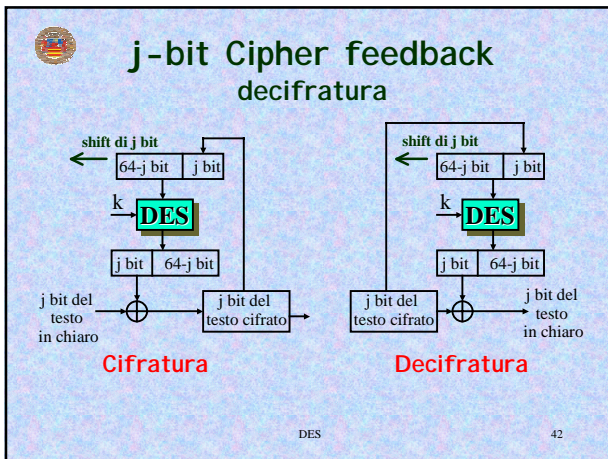 j-bit Cipher feedback
decifratura
shift di j bit
64-j bit
j bit
k
DES
j bit
64-j bit
j bit del
testo
in chiaro
j bit del
testo cifrato
Cifratura
shift di j bit
64-j bit
j bit
k
DES
j bit
64-j bit
j bit del
testo cifrato
j bit del
testo
in chiaro
Decifratura
DES
42